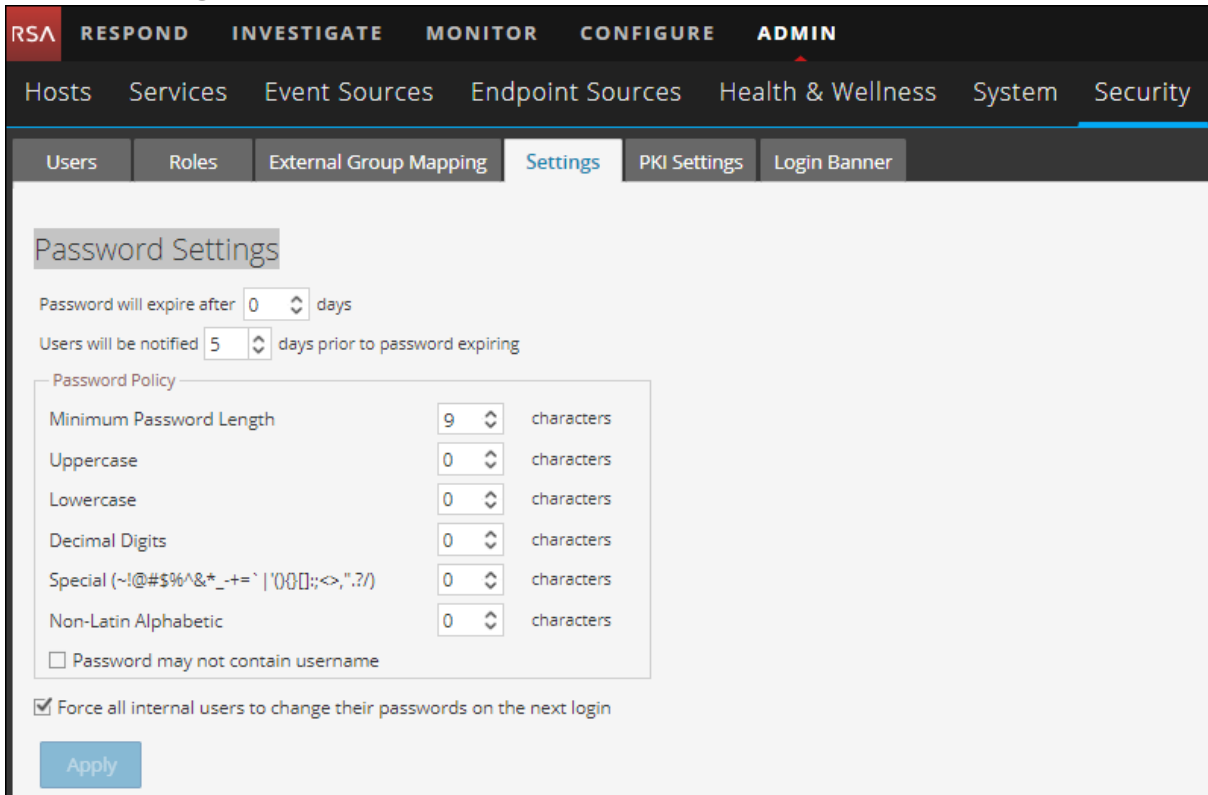 RSA RESPOND INVESTIGATE MONITOR CONFIGURE ADMIN
Hosts Services Event Sources Endpoint Sources Health & Wellness System Security
Users Roles External Group Mapping Settings PKI Settings Login Banner
Password Settings
Password will expire after 0 days
Users will be notified 5 days prior to password expiring
Password Policy
Minimum Password Length 9 characters
Uppercase 0 characters
Lowercase 0 characters
Decimal Digits 0 characters
Special (~!@#$%^&*_-+=`|'(){}[]:;<>,".?/) 0 characters
Non-Latin Alphabetic 0 characters
Password may not contain username
Force all internal users to change their passwords on the next login
Apply